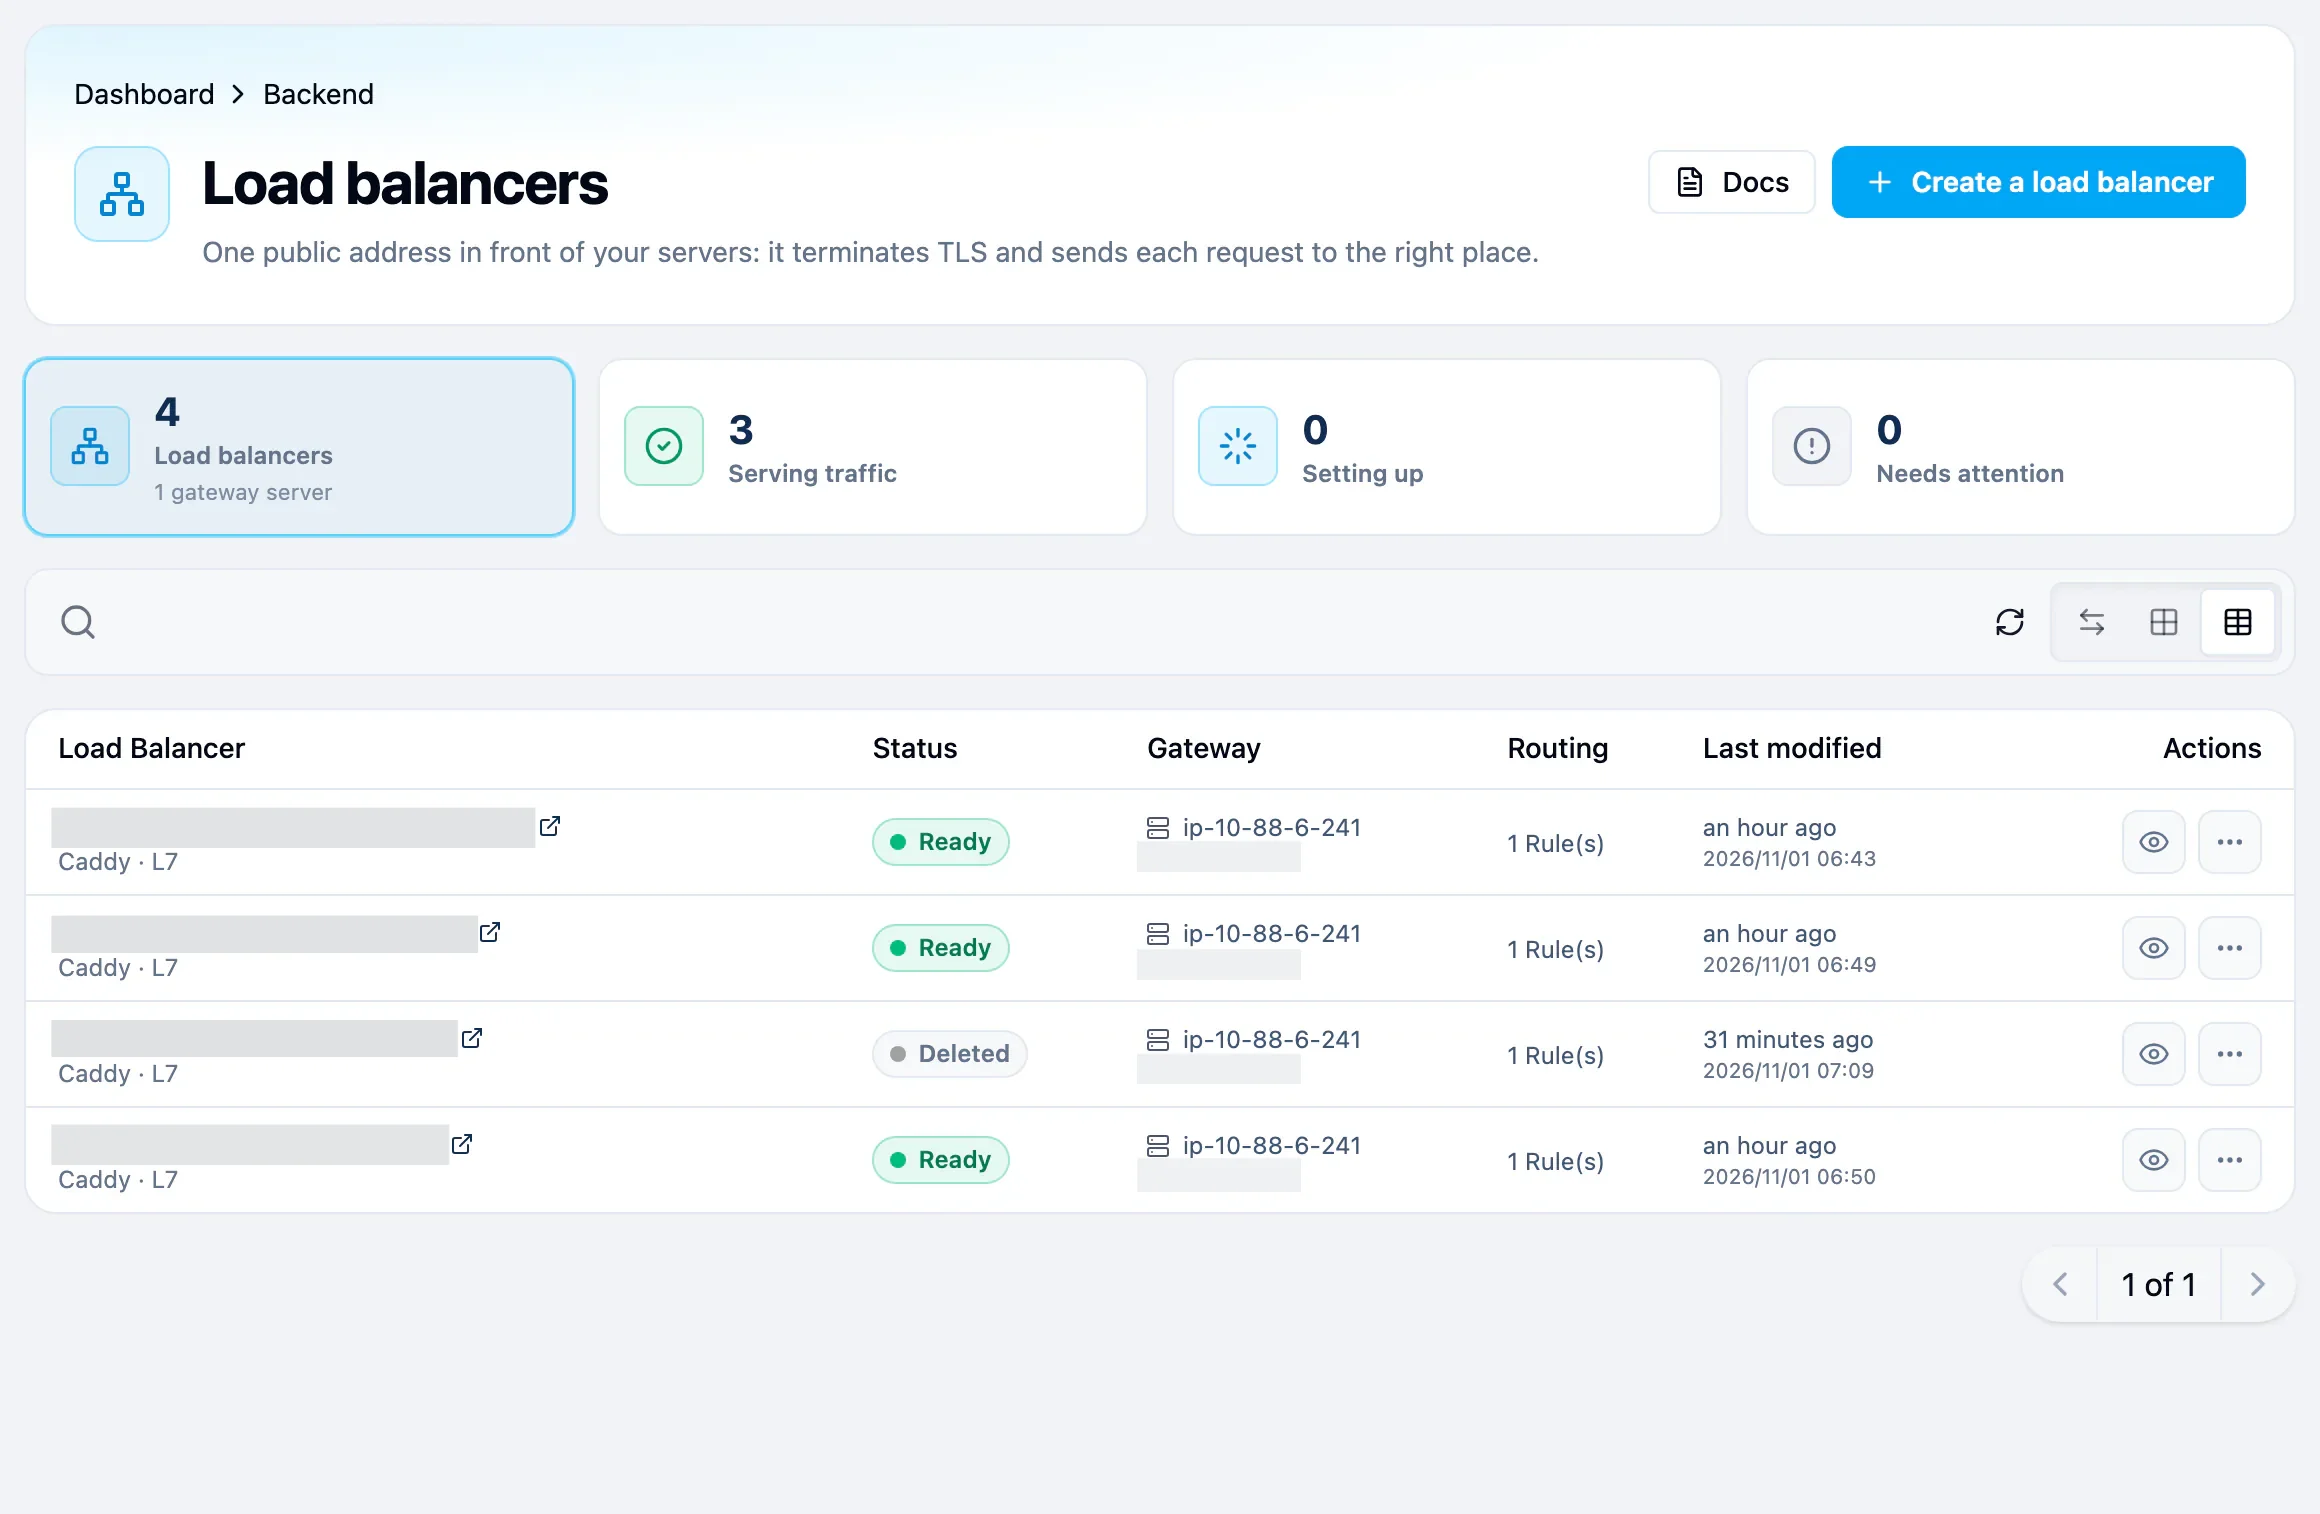 Dashboard > Backend
Load balancers
Docs
+ Create a load balancer
One public address in front of your servers: it terminates TLS and sends each request to the right place.
4
Load balancers
1 gateway server
3
Serving traffic
0
Setting up
0
Needs attention
Load Balancer Status Gateway Routing Last modified Actions
Caddy · L7
Ready
ip-10-88-6-241
1 Rule(s)
an hour ago
2026/11/01 06:43
Caddy · L7
Ready
ip-10-88-6-241
1 Rule(s)
an hour ago
2026/11/01 06:49
Caddy · L7
Deleted
ip-10-88-6-241
1 Rule(s)
31 minutes ago
2026/11/01 07:09
Caddy · L7
Ready
ip-10-88-6-241
1 Rule(s)
an hour ago
2026/11/01 06:50
1 of 1